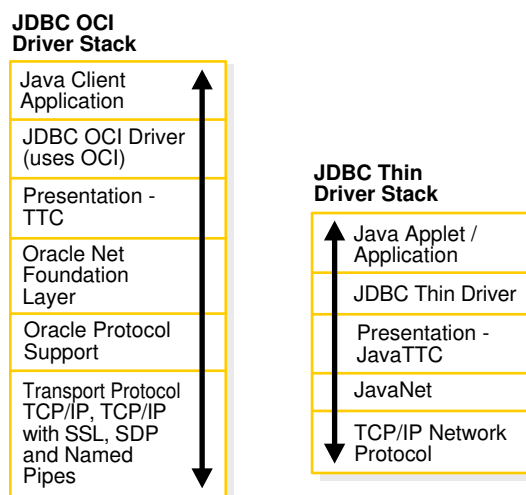 JDBC OCI
Driver Stack
Java Client
Application
JDBC OCI Driver
(uses OCI)
Presentation -
TTC
Oracle Net
Foundation
Layer
Oracle Protocol
Support
Transport Protocol
TCP/IP, TCP/IP
with SSL, SDP
and Named
Pipes
JDBC Thin
Driver Stack
Java Applet /
Application
JDBC Thin Driver
Presentation -
JavaTTC
JavaNet
TCP/IP Network
Protocol